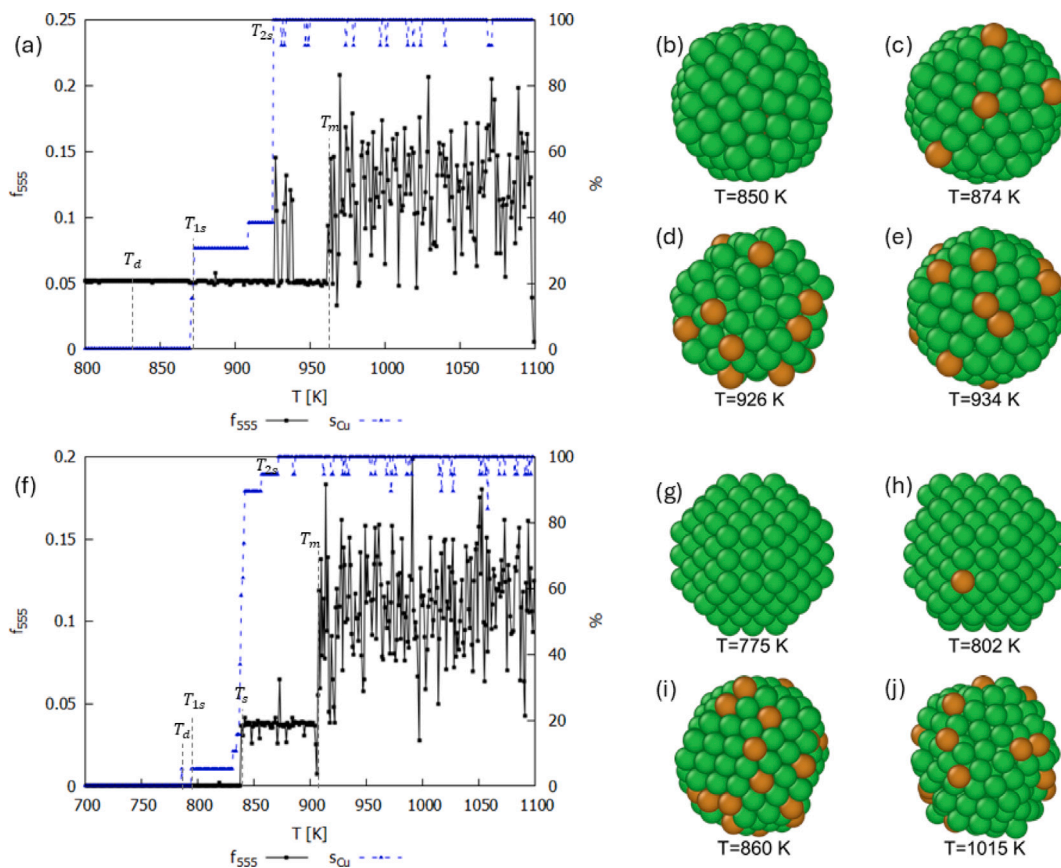 (a)
0.25
0.2
0.15
0.1
0.05
0
f555
100
80
60
40
20
0
%
Td
T1s
T2s
Tm
800 850 900 950 1000 1050 1100
T [K]
f555 sCu
(b)
T=850 K
(c)
T=874 K
(d)
T=926 K
(e)
T=934 K
(f)
0.2
0.15
0.1
0.05
0
f555
100
80
60
40
20
0
%
Td
T1s
Ts
T2s
Tm
700 750 800 850 900 950 1000 1050 1100
T [K]
f555 sCu
(g)
T=775 K
(h)
T=802 K
(i)
T=860 K
(j)
T=1015 K